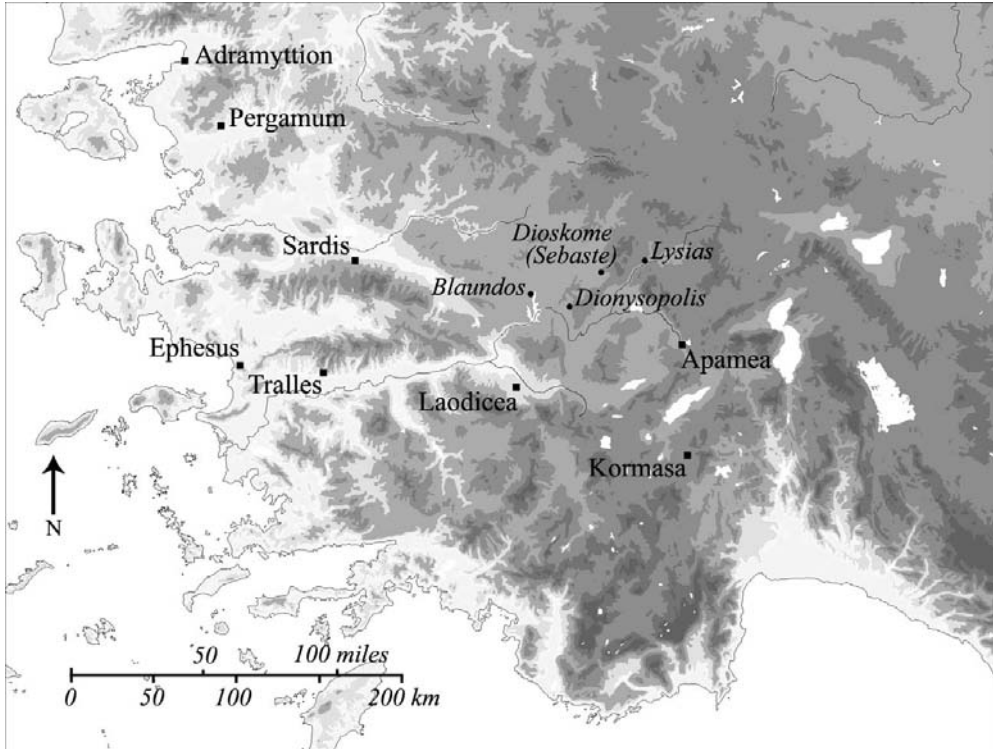 Adramyttion
Pergamum
Dioskome
(Sebaste)
Lysias
Sardis
Blaundos
Dionysopolis
Ephesus
Tralles
Apamea
Laodicea
Kormasa
N
50 100 miles
0 50 100 200 km